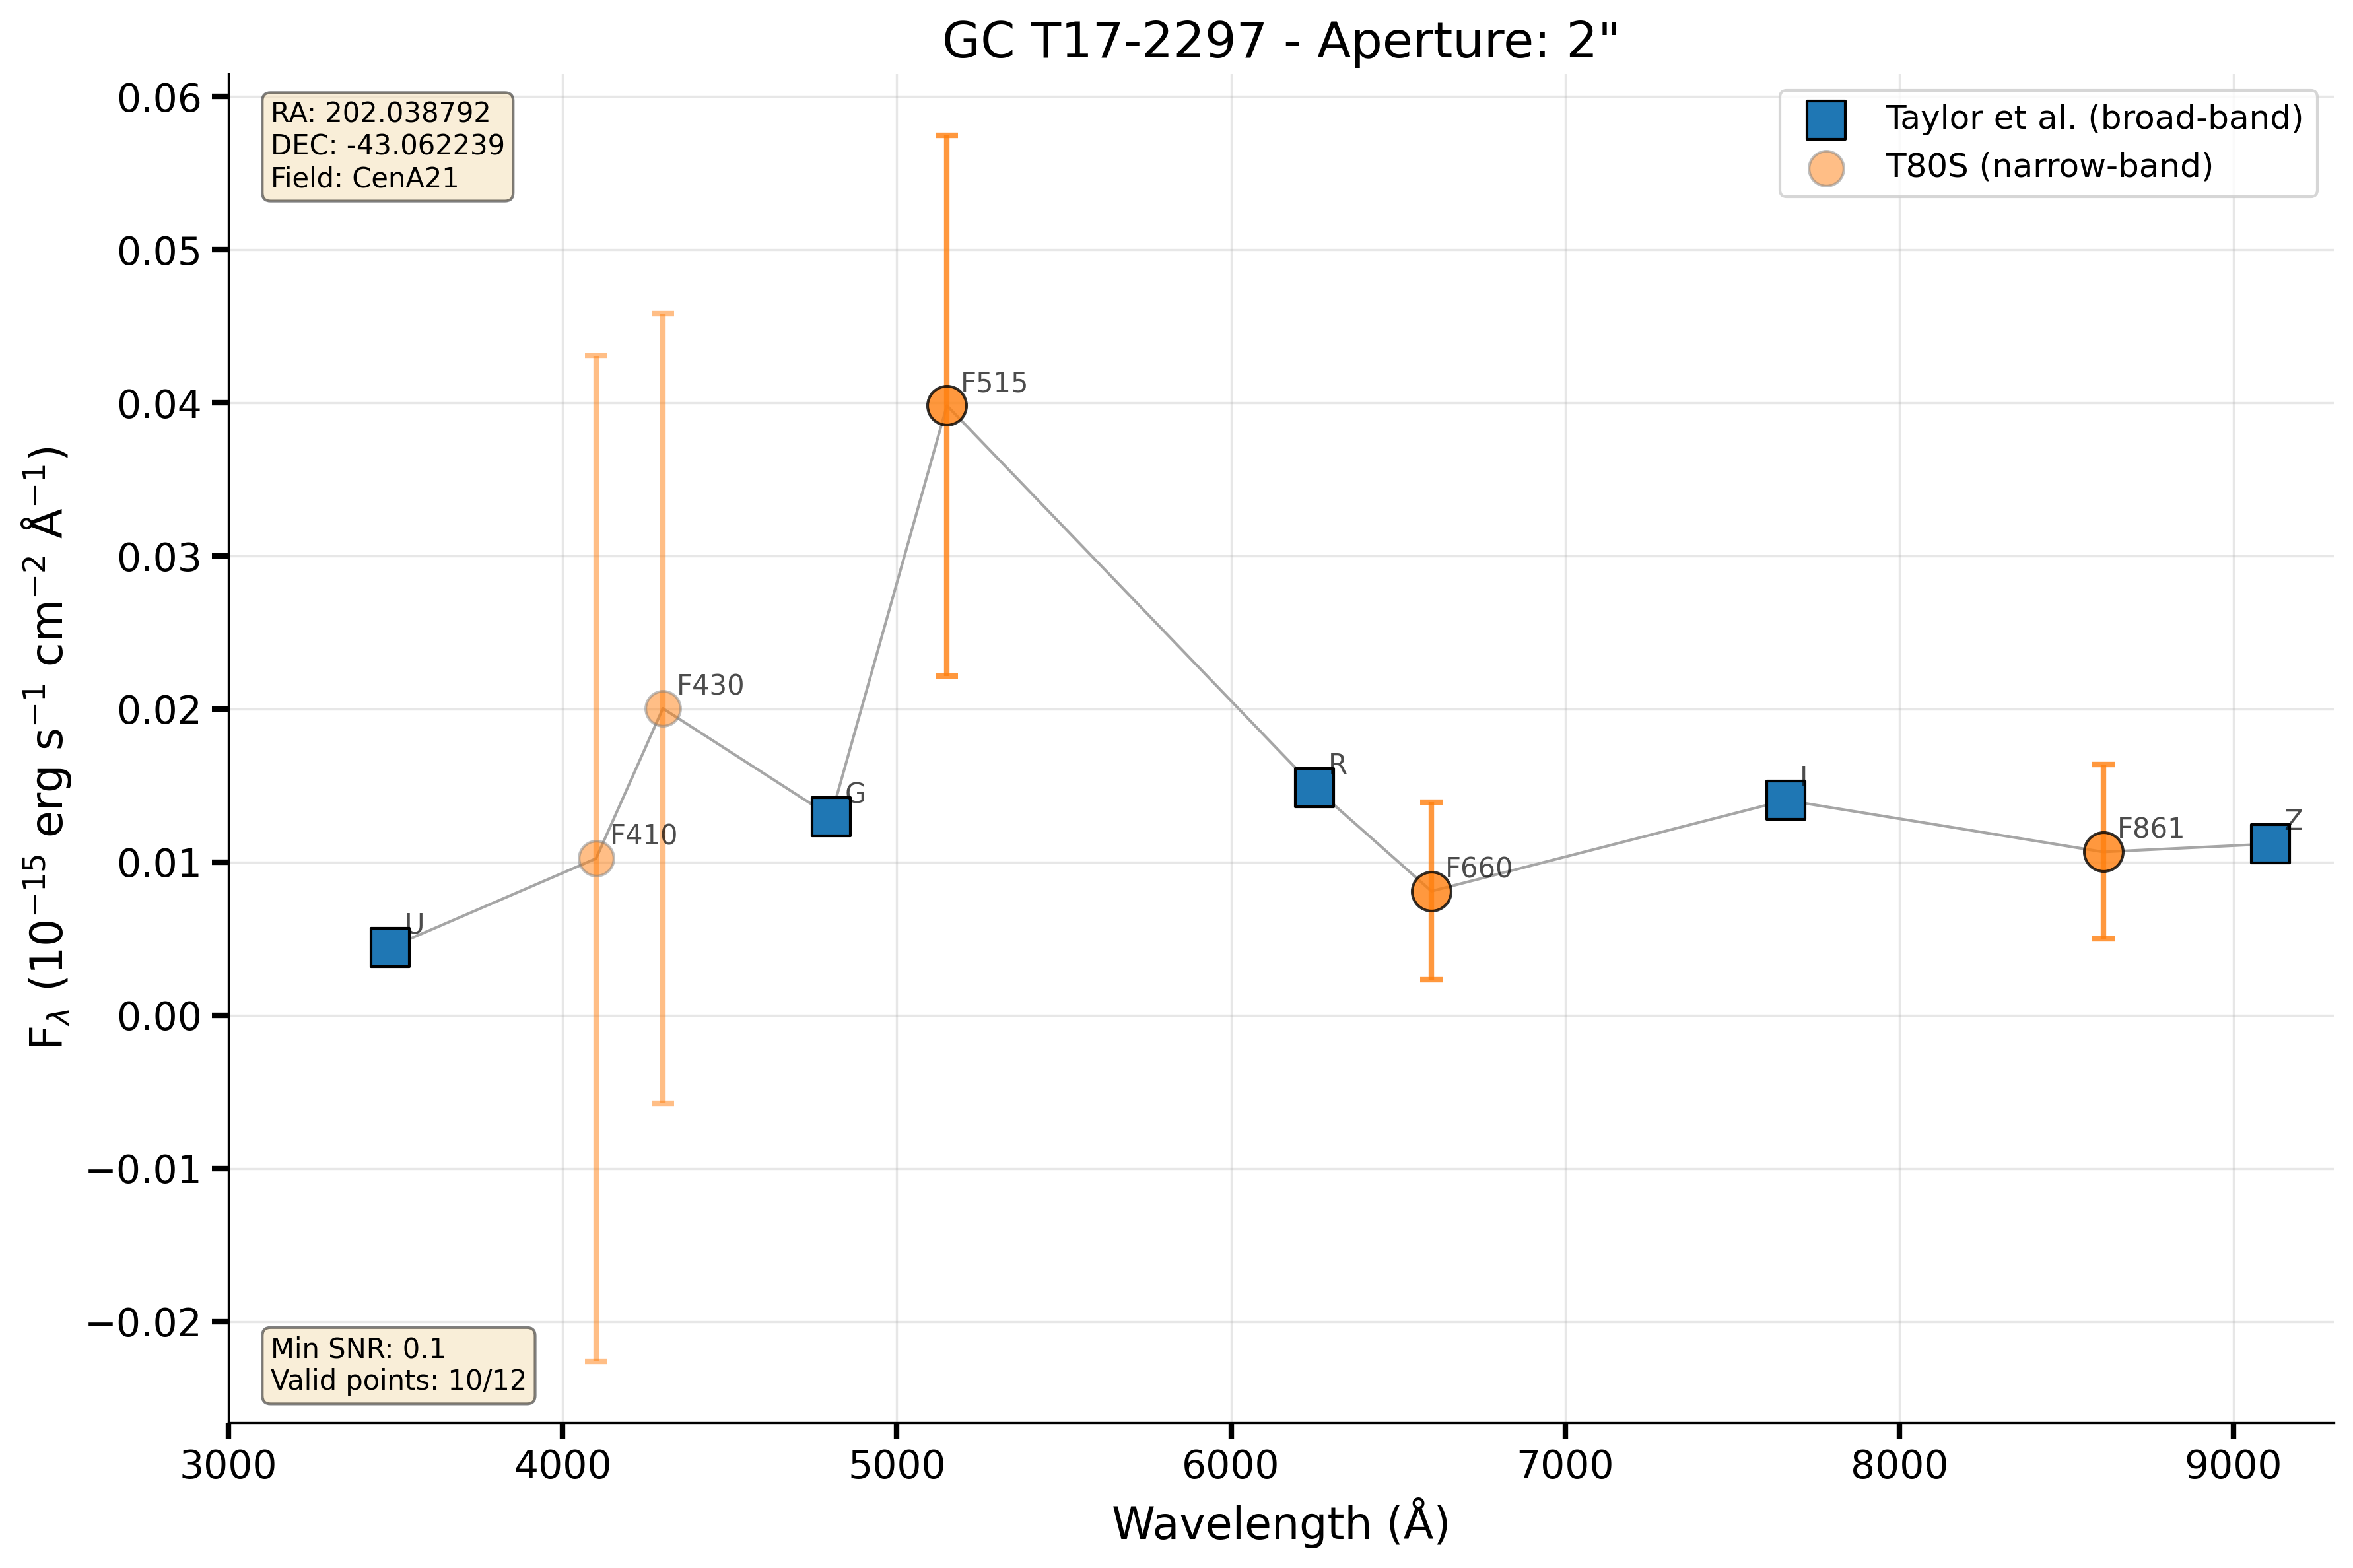 GC T17-2297 - Aperture: 2"
RA: 202.038792
DEC: -43.062239
Field: CenA21
Taylor et al. (broad-band)
T80S (narrow-band)
0.06
0.05
0.04
0.03
0.02
0.01
0.00
−0.01
−0.02
F$_{\lambda}$ (10$^{-15}$ erg s$^{-1}$ cm$^{-2}$ Å$^{-1}$)
U
F410
F430
G
F515
R
F660
I
F861
Z
Min SNR: 0.1
Valid points: 10/12
3000 4000 5000 6000 7000 8000 9000
Wavelength (Å)